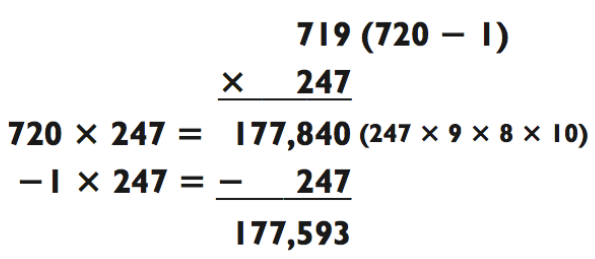 719 (720 − 1)
× 247
720 × 247 = 177,840 (247 × 9 × 8 × 10)
−1 × 247 = − 247
177,593